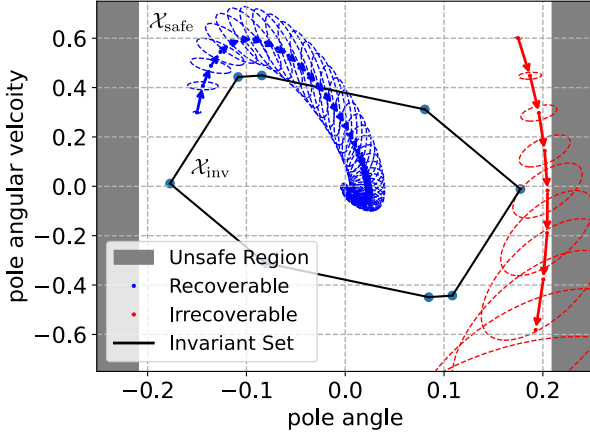 0.6
0.4
0.2
0.0
−0.2
−0.4
−0.6
pole angular velcoity
𝒳safe
𝒳inv
Unsafe Region
Recoverable
Irrecoverable
Invariant Set
−0.2
−0.1
0.0
0.1
0.2
pole angle